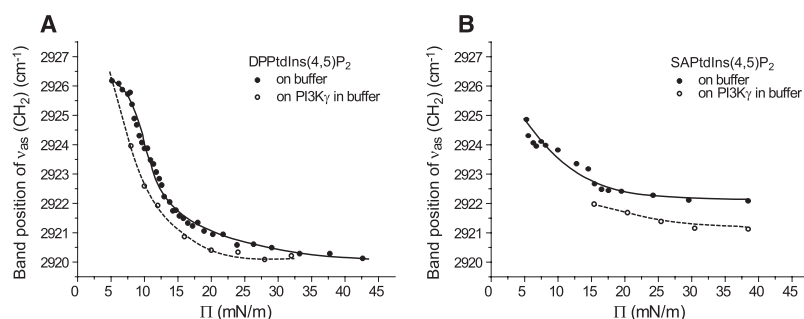 A
Band position of νas (CH2) (cm-1)
2927
2926
2925
2924
2923
2922
2921
2920
DPPtdIns(4,5)P2
on buffer
on PI3Kγ in buffer
0 5 10 15 20 25 30 35 40 45
Π (mN/m)
B
Band position of νas (CH2) (cm-1)
2927
2926
2925
2924
2923
2922
2921
2920
SAPtdIns(4,5)P2
on buffer
on PI3Kγ in buffer
0 5 10 15 20 25 30 35 40 45
Π (mN/m)